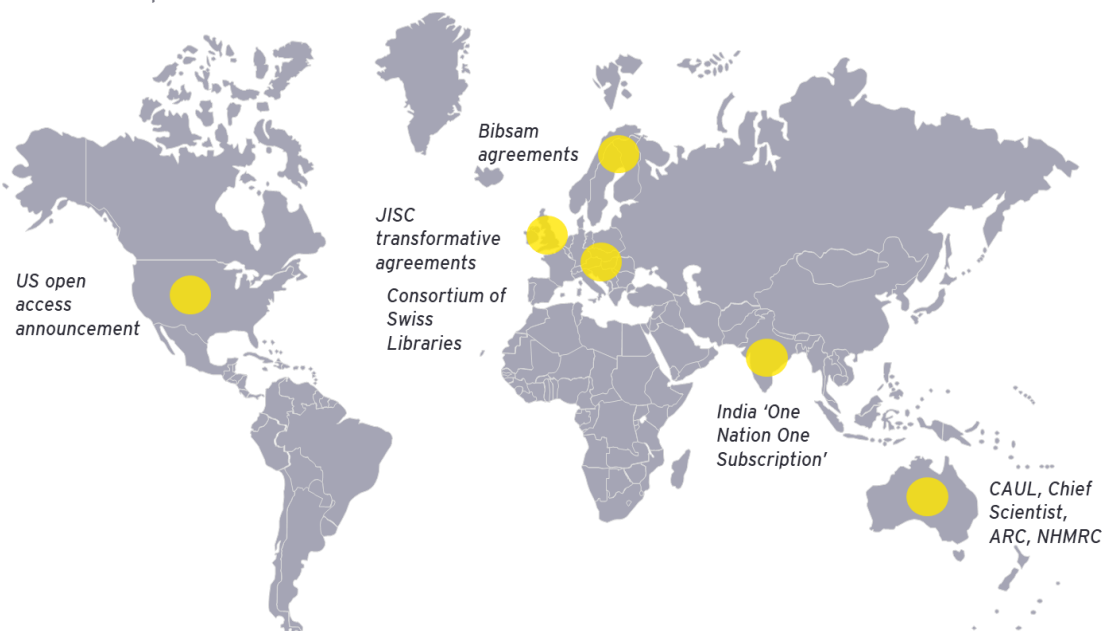 Bibsam
agreements
JISC
transformative
agreements
US open
access
announcement
Consortium of
Swiss
Libraries
India ‘One
Nation One
Subscription’
CAUL, Chief
Scientist,
ARC, NHMRC